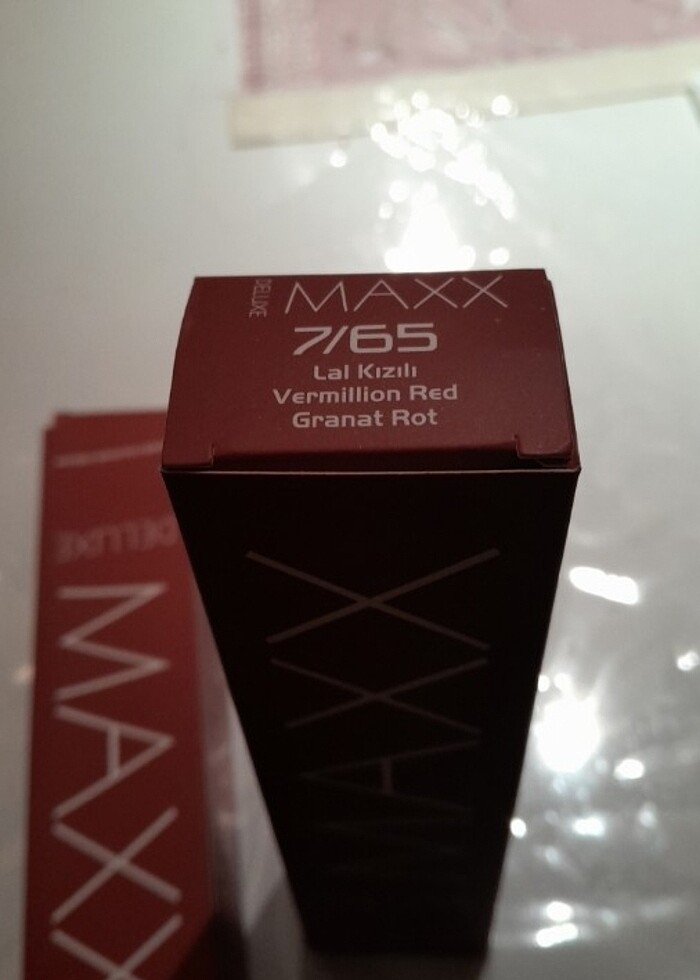 DELUXE
MAXX
7/65
Lal Kızılı
Vermillion Red
Granat Rot
MAXX
DELUXE
MAXX